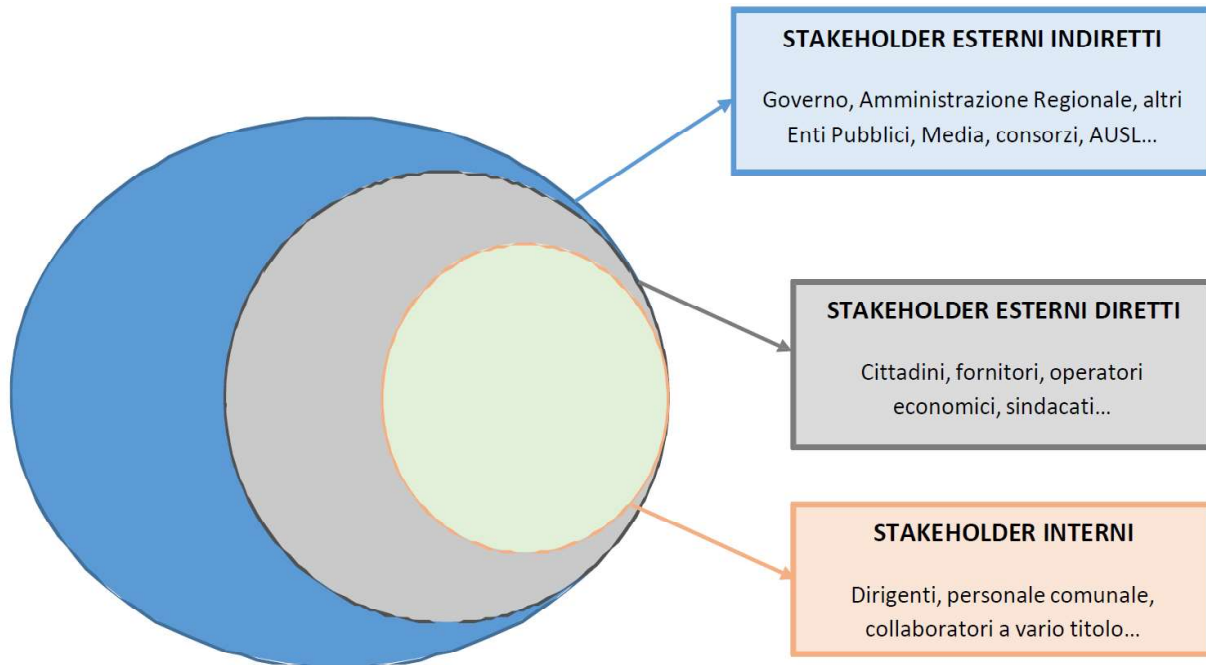 STAKEHOLDER ESTERNI INDIRETTI
Governo, Amministrazione Regionale, altri
Enti Pubblici, Media, consorzi, AUSL...
STAKEHOLDER ESTERNI DIRETTI
Cittadini, fornitori, operatori
economici, sindacati...
STAKEHOLDER INTERNI
Dirigenti, personale comunale,
collaboratori a vario titolo...